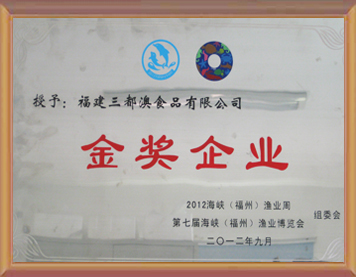 授予：福建三都澳食品有限公司
金奖企业
2012海峡（福州）渔业周
第七届海峡（福州）渔业博览会
组委会
二〇一二年九月